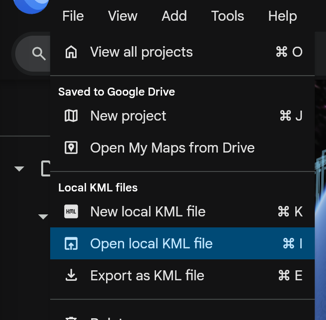 File View Add Tools Help
View all projects ⌘ O
Saved to Google Drive
New project ⌘ J
Open My Maps from Drive
Local KML files
KML New local KML file ⌘ K
Open local KML file ⌘ I
Export as KML file ⌘ E